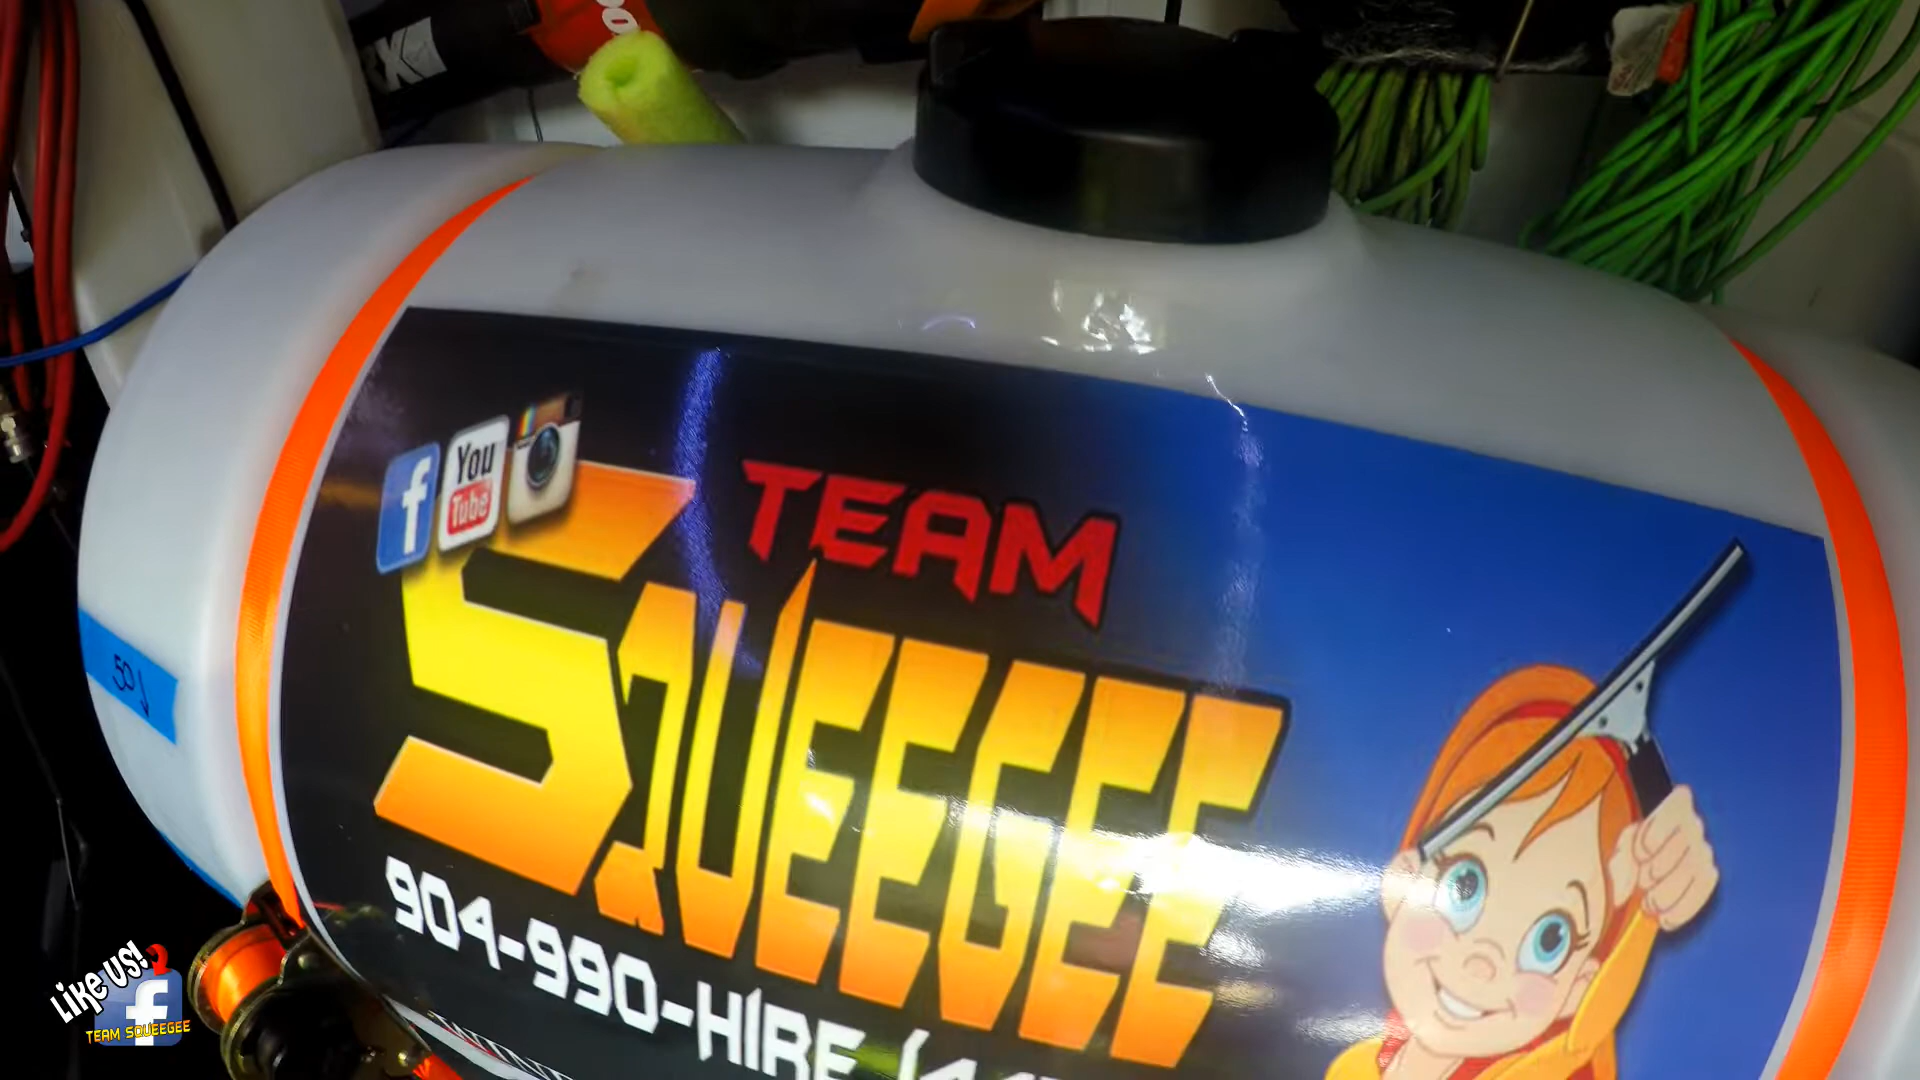 f
You
Tube
TEAM
SQUEEGEE
904-990-HIRE
50
Like us!
f
TEAM SQUEEGEE